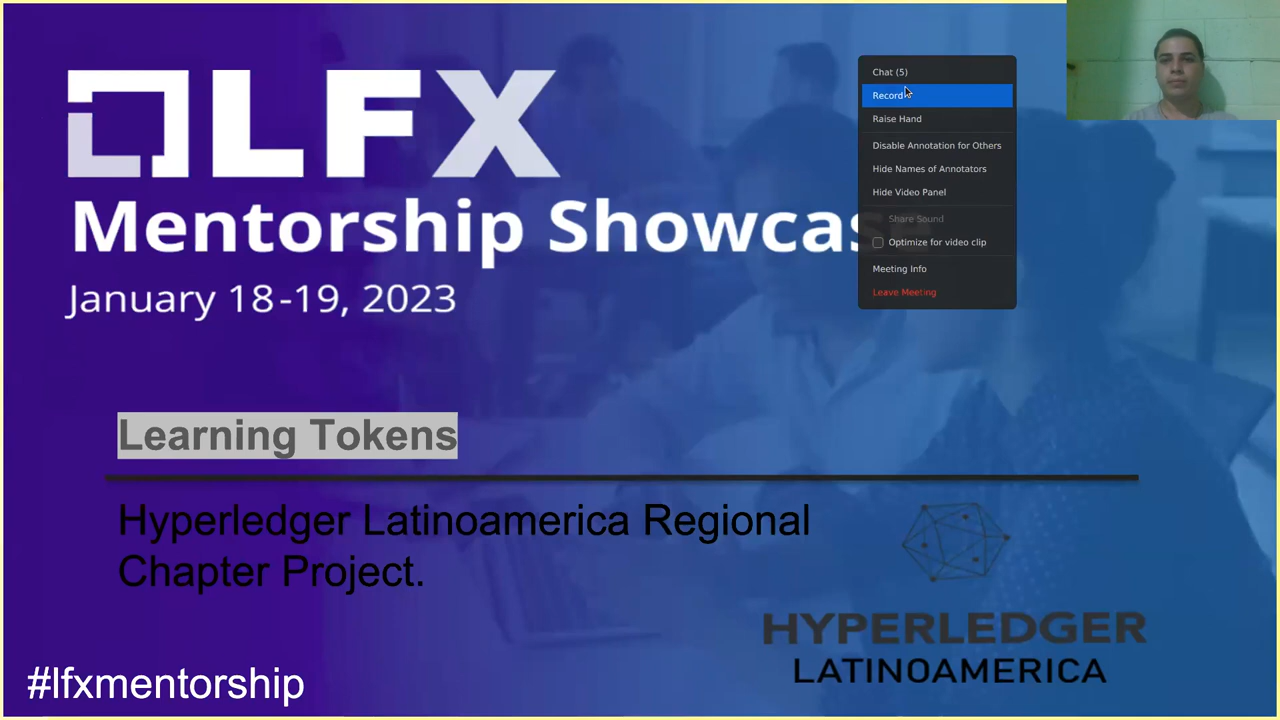 LFX
Mentorship Showcase
January 18-19, 2023
Chat (5)
Record
Raise Hand
Disable Annotation for Others
Hide Names of Annotators
Hide Video Panel
Share Sound
Optimize for video clip
Meeting Info
Leave Meeting
Learning Tokens
Hyperledger Latinoamerica Regional
Chapter Project.
HYPERLEDGER
LATINOAMERICA
#lfxmentorship